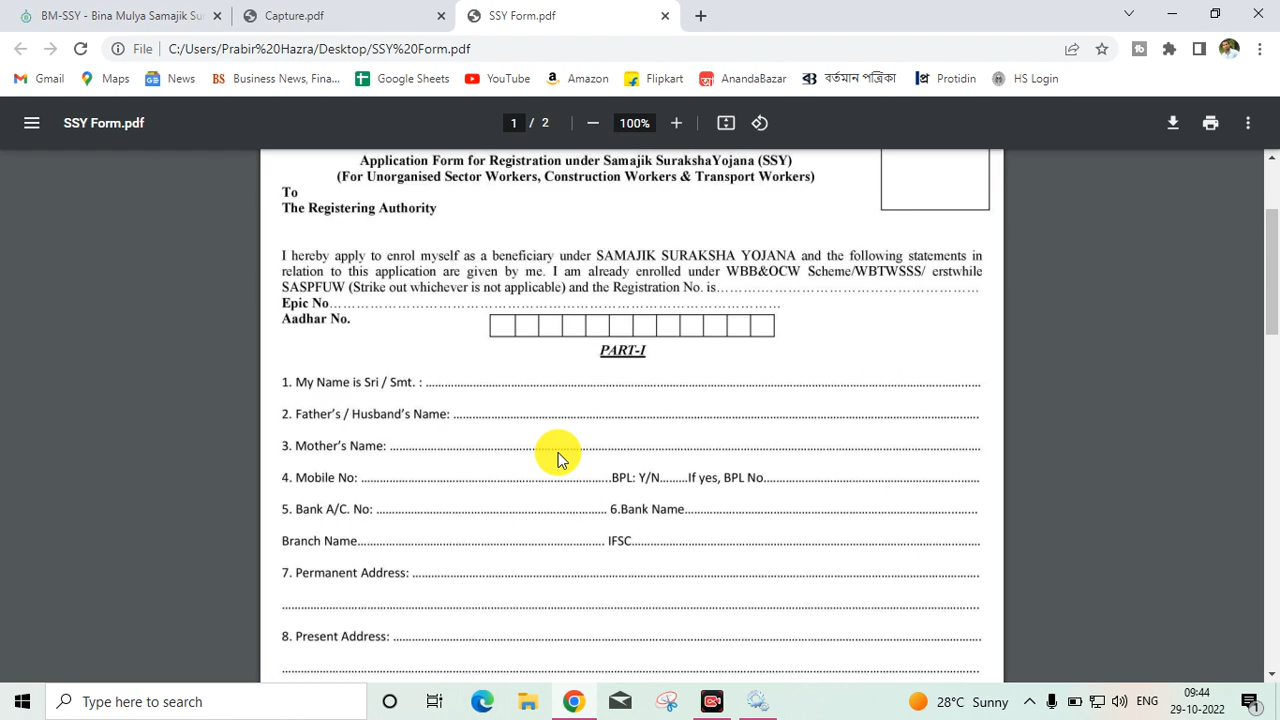 BM-SSY - Bina Mulya Samajik Sur
Capture.pdf
SSY Form.pdf
File
C:/Users/Prabir%20Hazra/Desktop/SSY%20Form.pdf
Gmail
Maps
News
BS Business News, Fina...
Google Sheets
YouTube
Amazon
Flipkart
আ AnandaBazar
বর্তমান পত্রিকা
Protidin
HS Login
SSY Form.pdf
1 / 2
100%
Application Form for Registration under Samajik SurakshaYojana (SSY)
(For Unorganised Sector Workers, Construction Workers & Transport Workers)
To
The Registering Authority
I hereby apply to enrol myself as a beneficiary under SAMAJIK SURAKSHA YOJANA and the following statements in
relation to this application are given by me. I am already enrolled under WBB&OCW Scheme/WBTWSSS/ erstwhile
SASPFUW (Strike out whichever is not applicable) and the Registration No. is……………………………………………
Epic No…………………………………………………………………………
Aadhar No.
PART-I
1. My Name is Sri / Smt. : ................................................................................
2. Father's / Husband's Name: ................................................................................
3. Mother's Name: ................................................................................
4. Mobile No: ............................................BPL: Y/N.........If yes, BPL No............................................
5. Bank A/C. No: ............................................ 6.Bank Name............................................
Branch Name............................................ IFSC............................................
7. Permanent Address: ................................................................................
................................................................................
8. Present Address: ................................................................................
................................................................................
Type here to search
28°C Sunny
ENG
09:44
29-10-2022
1